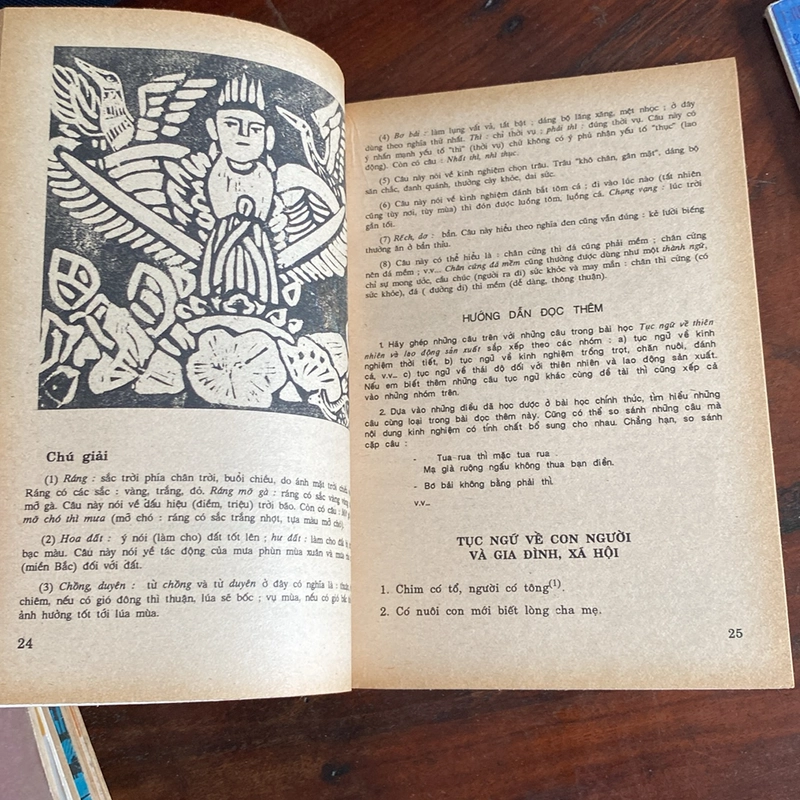 Chú giải
(1) Ráng : sắc trời phía chân trời, buổi chiều, do ánh mặt trời
Ráng có các sắc : vàng, trắng, đỏ. Ráng mỡ gà : ráng có sắc vàng
mỡ gà. Câu này nói về dấu hiệu (điềm, triệu) trời bão. Còn có câu :
mỡ chó thì mưa (mỡ chó : ráng có sắc trắng nhợt, tựa màu mỡ chó)
(2) Hoa đất : ý nói (làm cho) đất tốt lên ; hư đất : làm cho đất
bạc màu. Câu này nói về tác động của mưa phùn mùa xuân và mùa
(miền Bắc) đối với đất.
(3) Chồng, duyên : từ chồng và từ duyên ở đây có nghĩa là :
chiêm, nếu có gió đông thì thuận, lúa sẽ bốc ; vụ mùa, nếu có gió bắc
ảnh hưởng tốt tới lúa mùa.
24
(4) Bơ bải : làm lụng vất vả, tất bật ; dáng bộ lăng xăng, mệt nhọc ; ở đây
dùng theo nghĩa thứ nhất. Thì : chỉ thời vụ ; phải thì : đúng thời vụ. Câu này có
ý nhấn mạnh yếu tố "thì" (thời vụ) chứ không có ý phủ nhận yếu tố "thục" (lao
động). Còn có câu : Nhất thì, nhì thục.
(5) Câu này nói về kinh nghiệm chọn trâu. Trâu "khô chân, gân mặt", dáng bộ
săn chắc, đanh quánh, thường cày khỏe, dai sức.
(6) Câu này nói về kinh nghiệm đánh bắt tôm cá ; đi vào lúc nào (tất nhiên
cũng tùy nơi, tùy mùa) thì đón được luồng tôm, luồng cá. Chạng vạng : lúc trời
gần tối.
(7) Rếch, dơ : bẩn. Câu này hiểu theo nghĩa đen cũng vẫn đúng : kẻ lười biếng
thường ăn ở bẩn thỉu.
(8) Câu này có thể hiểu là : chân cứng thì đá cũng phải mềm ; chân cứng
nên đá mềm ; v.v... Chân cứng đá mềm cũng thường được dùng như một thành ngữ,
chỉ sự mong ước, cầu chúc (người ra đi) sức khỏe và may mắn : chân thì cứng (có
sức khỏe), đá ( đường đi) thì mềm (dễ dàng, thông thuận).
HƯỚNG DẪN ĐỌC THÊM
1. Hãy ghép những câu trên với những câu trong bài học Tục ngữ về thiên
nhiên và lao động sản xuất sắp xếp theo các nhóm : a) tục ngữ về kinh
nghiệm thời tiết. b) tục ngữ về kinh nghiệm trồng trọt, chăn nuôi, đánh
cá, v.v... c) tục ngữ về thái độ đối với thiên nhiên và lao động sản xuất.
Nếu em biết thêm những câu tục ngữ khác cùng đề tài thì cũng xếp cả
vào những nhóm trên.
2. Dựa vào những điều đã học được ở bài học chính thức, tìm hiểu những
câu cùng loại trong bài đọc thêm này. Cũng có thể so sánh những câu mà
nội dung kinh nghiệm có tính chất bổ sung cho nhau. Chẳng hạn, so sánh
cặp câu :
- Tua rua thì mặc tua rua
Mạ già ruộng ngấu không thua bạn điền.
- Bơ bải không bằng phải thì.
v.v...
TỤC NGỮ VỀ CON NGƯỜI
VÀ GIA ĐÌNH, XÃ HỘI
1. Chim có tổ, người có tông(1).
2. Có nuôi con mới biết lòng cha mẹ.
25